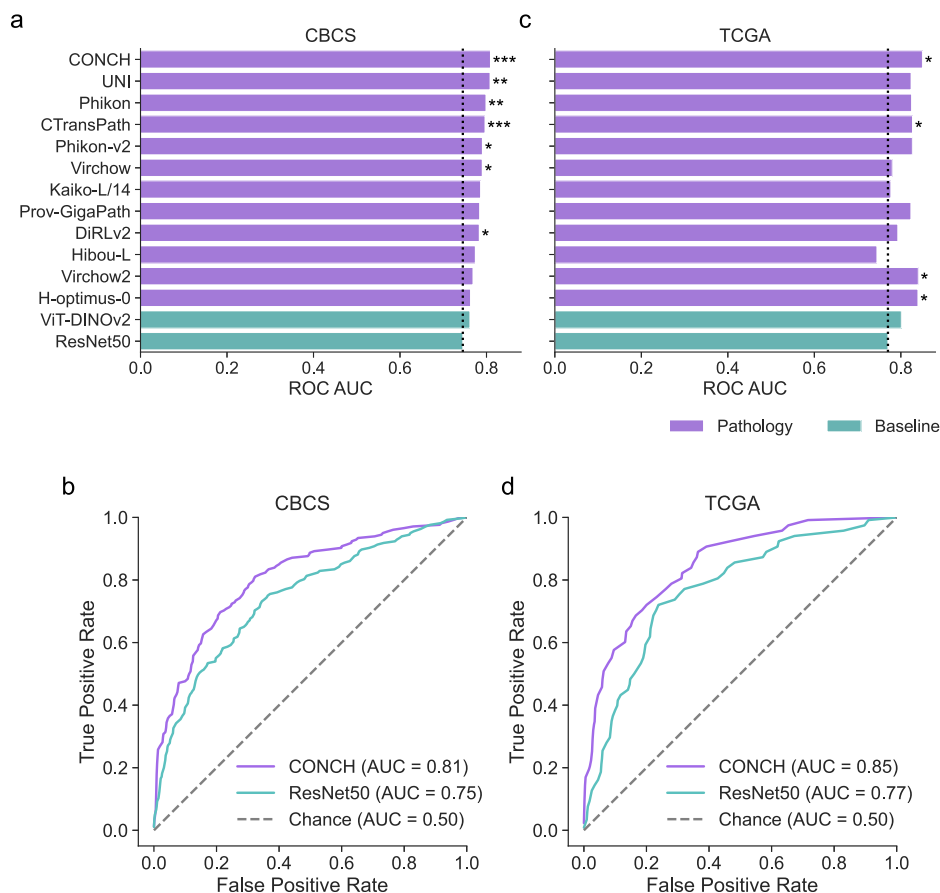 a
CBCS
CONCH ***
UNI **
Phikon **
CTransPath ***
Phikon-v2 *
Virchow *
Kaiko-L/14
Prov-GigaPath
DiRLv2 *
Hibou-L
Virchow2
H-optimus-0
ViT-DINOv2
ResNet50
0.0 0.2 0.4 0.6 0.8
ROC AUC
c
TCGA
*
*
*
*
0.0 0.2 0.4 0.6 0.8
ROC AUC
Pathology Baseline
b
CBCS
True Positive Rate
1.0
0.8
0.6
0.4
0.2
0.0
CONCH (AUC = 0.81)
ResNet50 (AUC = 0.75)
Chance (AUC = 0.50)
0.0 0.2 0.4 0.6 0.8 1.0
False Positive Rate
d
TCGA
True Positive Rate
1.0
0.8
0.6
0.4
0.2
0.0
CONCH (AUC = 0.85)
ResNet50 (AUC = 0.77)
Chance (AUC = 0.50)
0.0 0.2 0.4 0.6 0.8 1.0
False Positive Rate